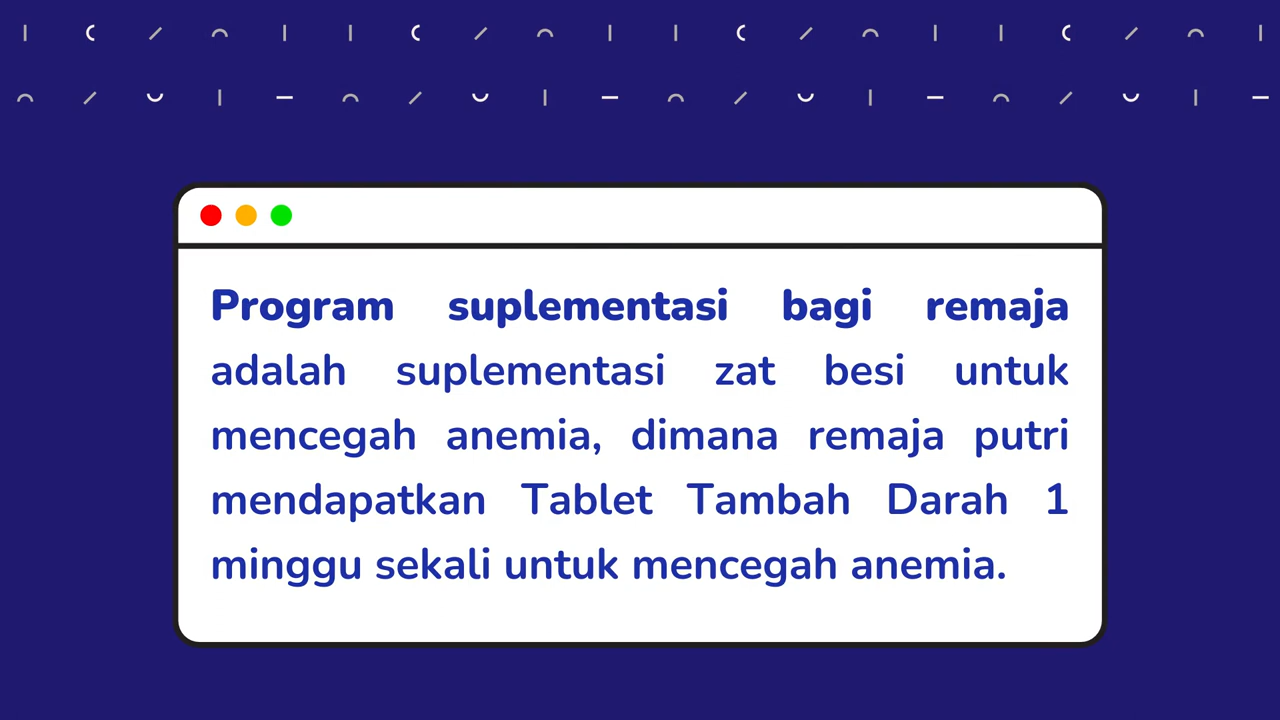 Program suplementasi bagi remaja
adalah suplementasi zat besi untuk
mencegah anemia, dimana remaja putri
mendapatkan Tablet Tambah Darah 1
minggu sekali untuk mencegah anemia.